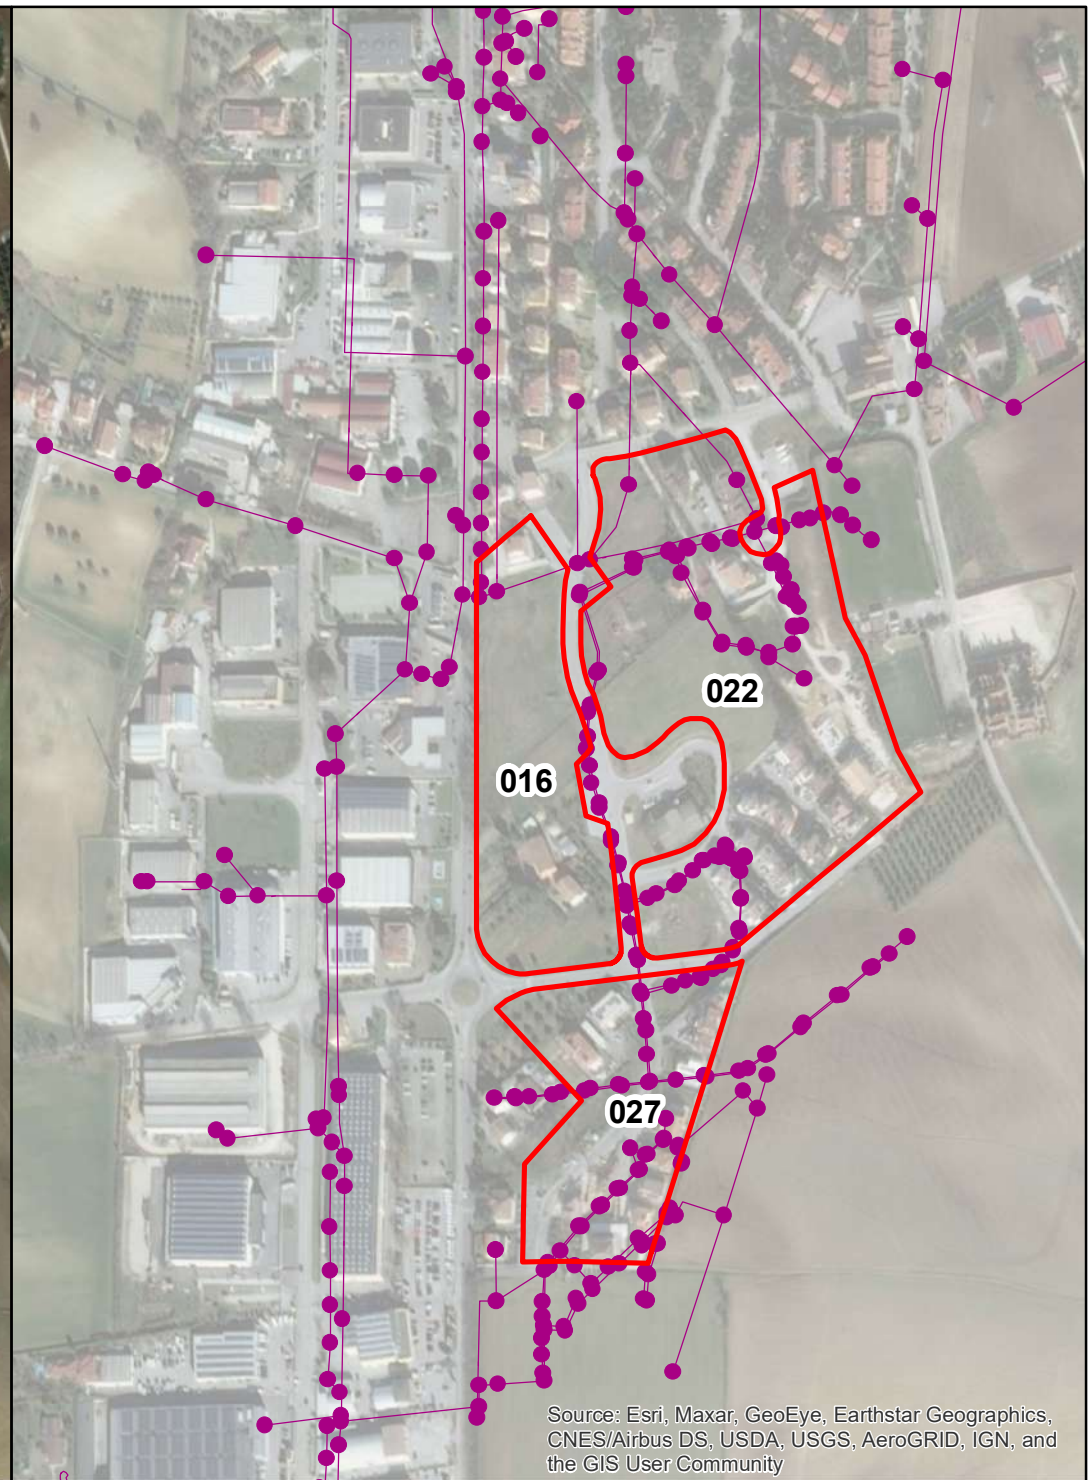 022
016
027
Source: Esri, Maxar, GeoEye, Earthstar Geographics,
CNES/Airbus DS, USDA, USGS, AeroGRID, IGN, and
the GIS User Community